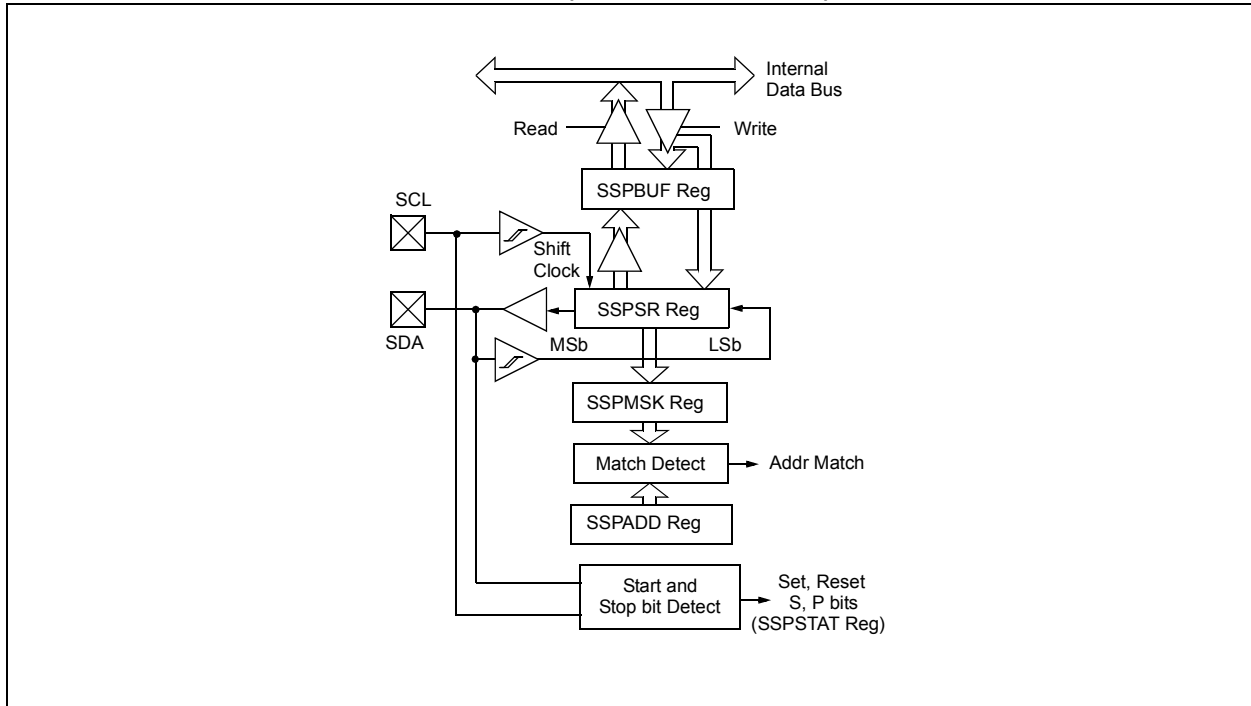 Internal
Data Bus
Read
Write
SSPBUF Reg
SCL
Shift
Clock
SSPSR Reg
SDA
MSb
LSb
SSPMSK Reg
Match Detect
Addr Match
SSPADD Reg
Start and
Stop bit Detect
Set, Reset
S, P bits
(SSPSTAT Reg)